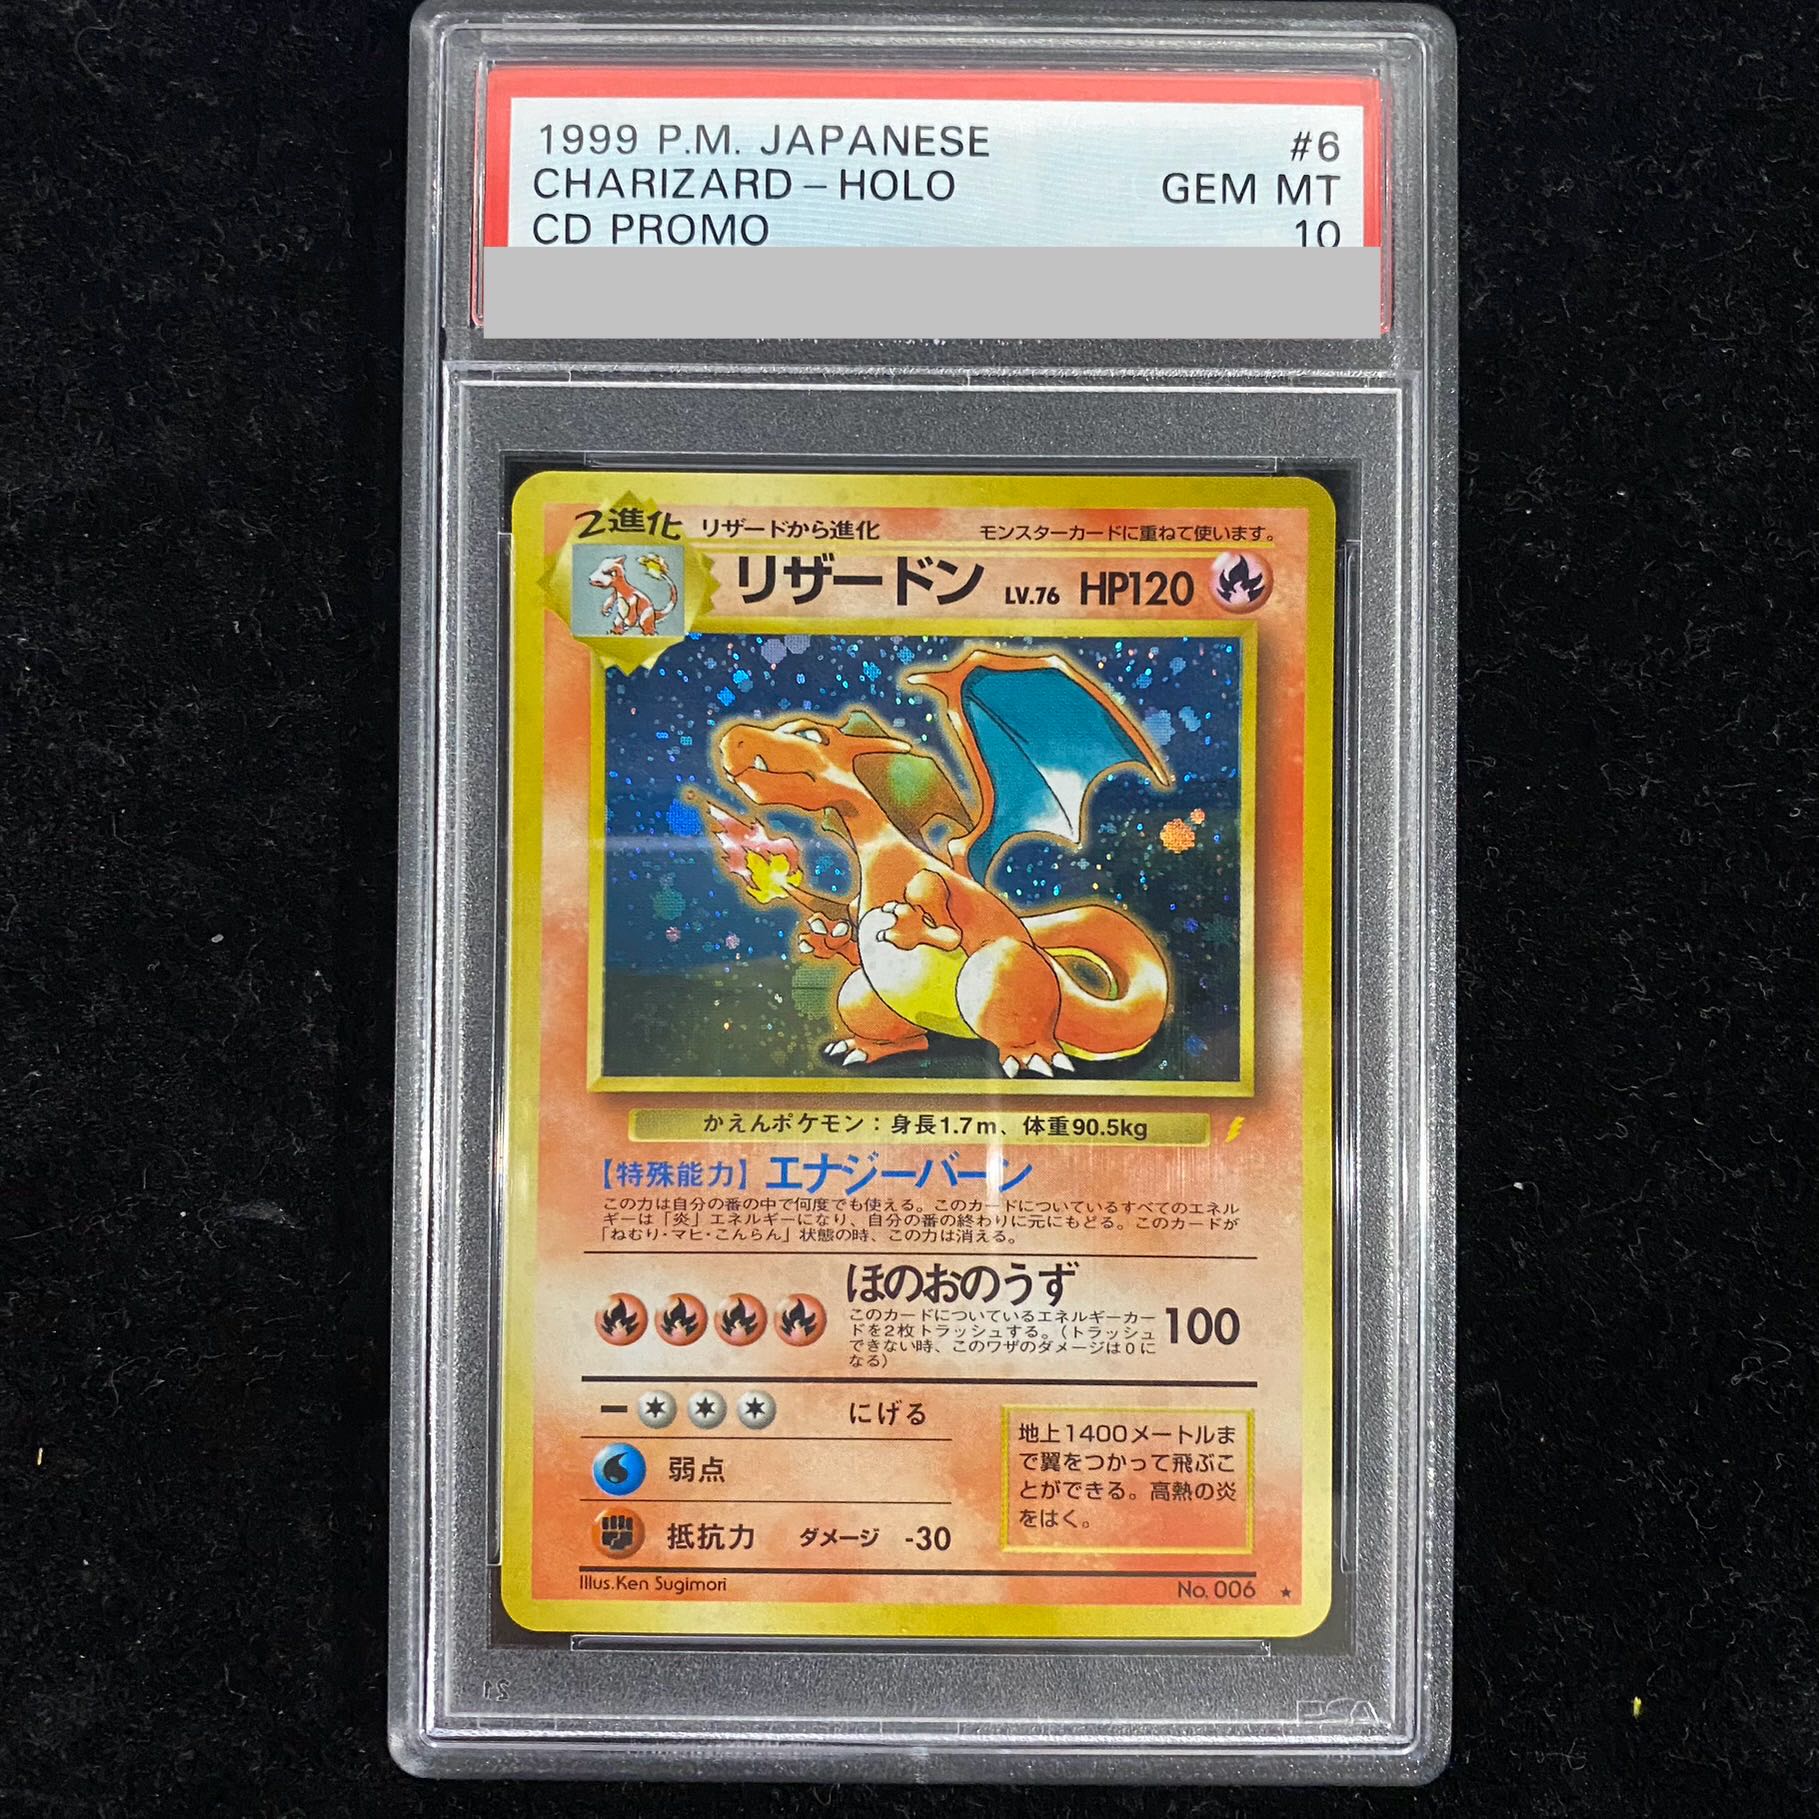 1999 P.M. JAPANESE #6
CHARIZARD – HOLO GEM MT
CD PROMO 10
2進化 リザードから進化 モンスターカードに重ねて使います。
リザードン LV.76 HP120
かえんポケモン：身長1.7m、体重90.5kg
【特殊能力】エナジーバーン
この力は自分の番の中で何度でも使える。このカードについているすべてのエネル
ギーは「炎」エネルギーになり、自分の番の終わりに元にもどる。このカードが
「ねむり・マヒ・こんらん」状態の時、この力は消える。
ほのおのうず
このカードについているエネルギーカー
ドを2枚トラッシュする。（トラッシュ
できない時、このワザのダメージは0に
なる）
100
にげる
弱点
抵抗力 ダメージ -30
地上1400メートルま
で翼をつかって飛ぶこ
とができる。高熱の炎
をはく。
Illus.Ken Sugimori No. 006 ★
PSA